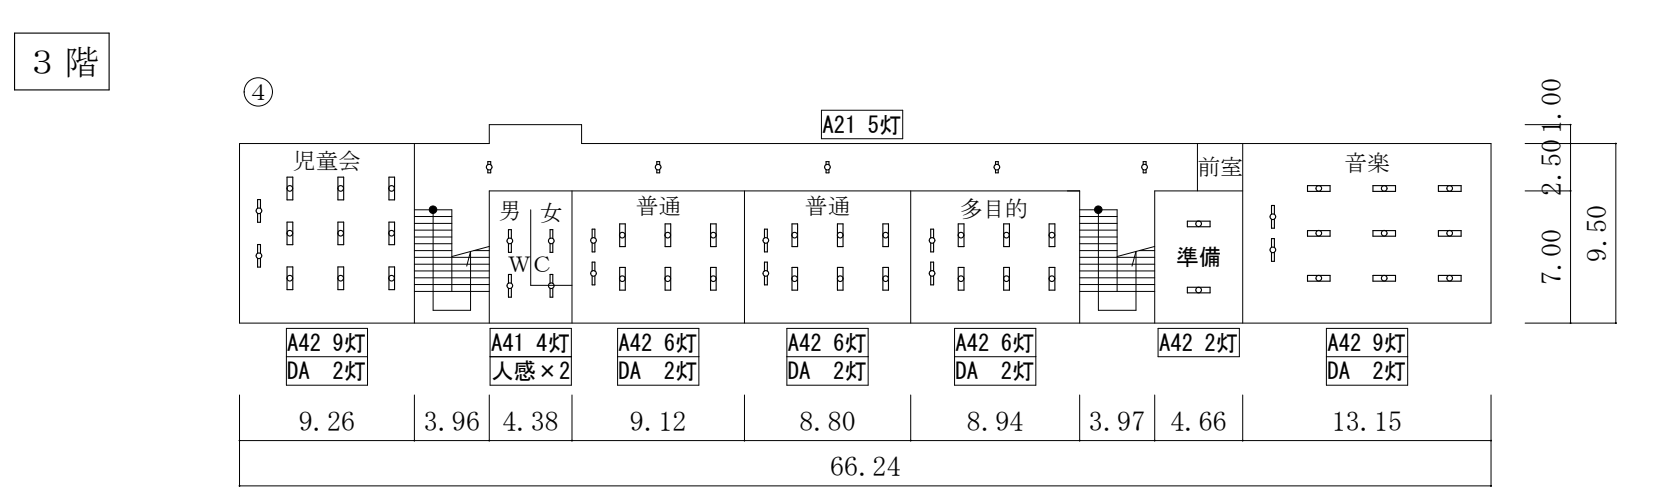 ３階
④
A21 5灯
1.00
2.50
7.00
9.50
児童会
前室
音楽
男 女
WC
普通
普通
多目的
準備
A42 9灯
DA 2灯
A41 4灯
人感×2
A42 6灯
DA 2灯
A42 6灯
DA 2灯
A42 6灯
DA 2灯
A42 2灯
A42 9灯
DA 2灯
9.26 3.96 4.38 9.12 8.80 8.94 3.97 4.66 13.15
66.24